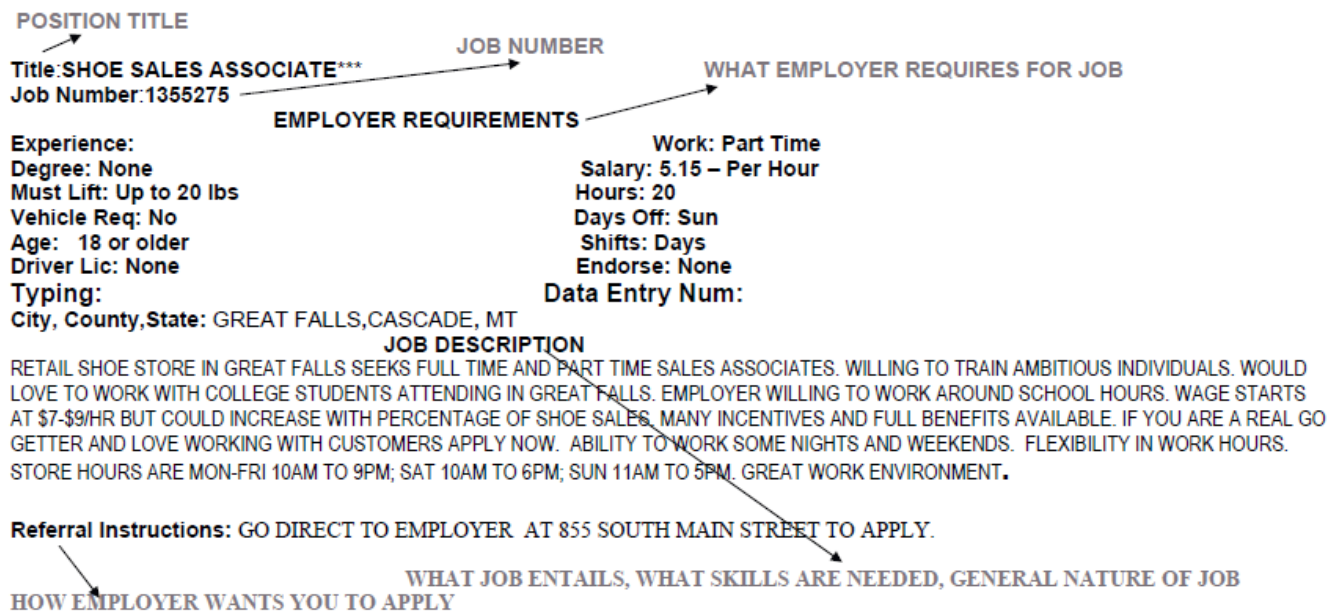 POSITION TITLE
JOB NUMBER
Title:SHOE SALES ASSOCIATE***
WHAT EMPLOYER REQUIRES FOR JOB
Job Number:1355275
EMPLOYER REQUIREMENTS
Experience: Work: Part Time
Degree: None Salary: 5.15 – Per Hour
Must Lift: Up to 20 lbs Hours: 20
Vehicle Req: No Days Off: Sun
Age: 18 or older Shifts: Days
Driver Lic: None Endorse: None
Typing: Data Entry Num:
City, County,State: GREAT FALLS,CASCADE, MT
JOB DESCRIPTION
RETAIL SHOE STORE IN GREAT FALLS SEEKS FULL TIME AND PART TIME SALES ASSOCIATES. WILLING TO TRAIN AMBITIOUS INDIVIDUALS. WOULD
LOVE TO WORK WITH COLLEGE STUDENTS ATTENDING IN GREAT FALLS. EMPLOYER WILLING TO WORK AROUND SCHOOL HOURS. WAGE STARTS
AT $7-$9/HR BUT COULD INCREASE WITH PERCENTAGE OF SHOE SALES. MANY INCENTIVES AND FULL BENEFITS AVAILABLE. IF YOU ARE A REAL GO
GETTER AND LOVE WORKING WITH CUSTOMERS APPLY NOW. ABILITY TO WORK SOME NIGHTS AND WEEKENDS. FLEXIBILITY IN WORK HOURS.
STORE HOURS ARE MON-FRI 10AM TO 9PM; SAT 10AM TO 6PM; SUN 11AM TO 5PM. GREAT WORK ENVIRONMENT.
Referral Instructions: GO DIRECT TO EMPLOYER AT 855 SOUTH MAIN STREET TO APPLY.
WHAT JOB ENTAILS, WHAT SKILLS ARE NEEDED, GENERAL NATURE OF JOB
HOW EMPLOYER WANTS YOU TO APPLY